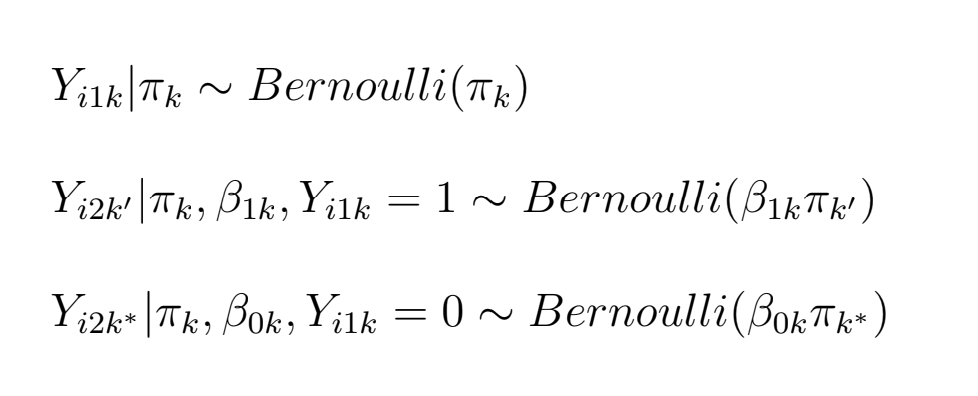 Y_{i1k}|π_k ∼ Bernoulli(π_k)
Y_{i2k'}|π_k, β_{1k}, Y_{i1k} = 1 ∼ Bernoulli(β_{1k}π_{k'})
Y_{i2k*}|π_k, β_{0k}, Y_{i1k} = 0 ∼ Bernoulli(β_{0k}π_{k*})